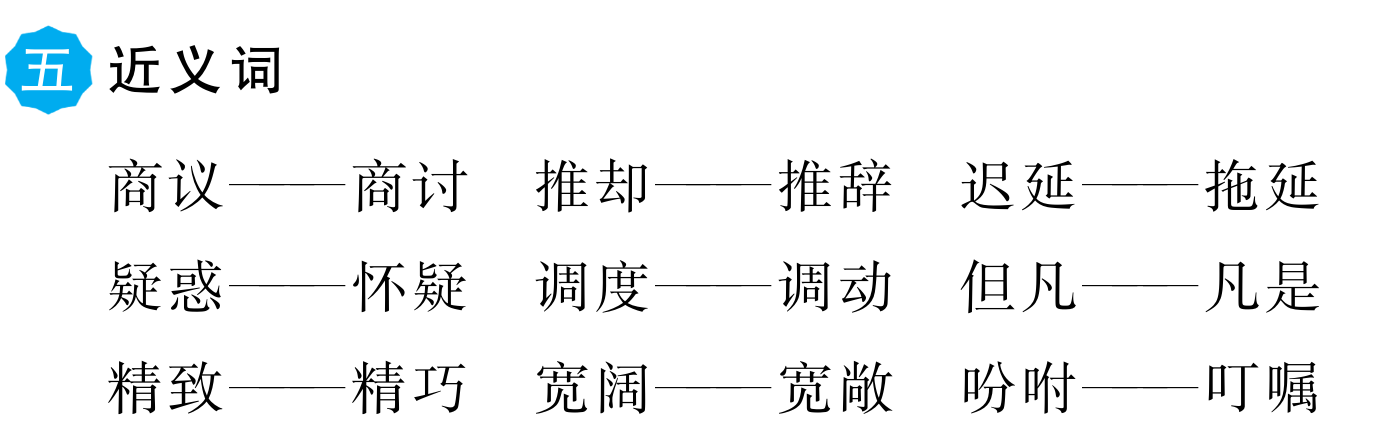 五 近义词
商议——商讨 推却——推辞 迟延——拖延
疑惑——怀疑 调度——调动 但凡——凡是
精致——精巧 宽阔——宽敞 吩咐——叮嘱